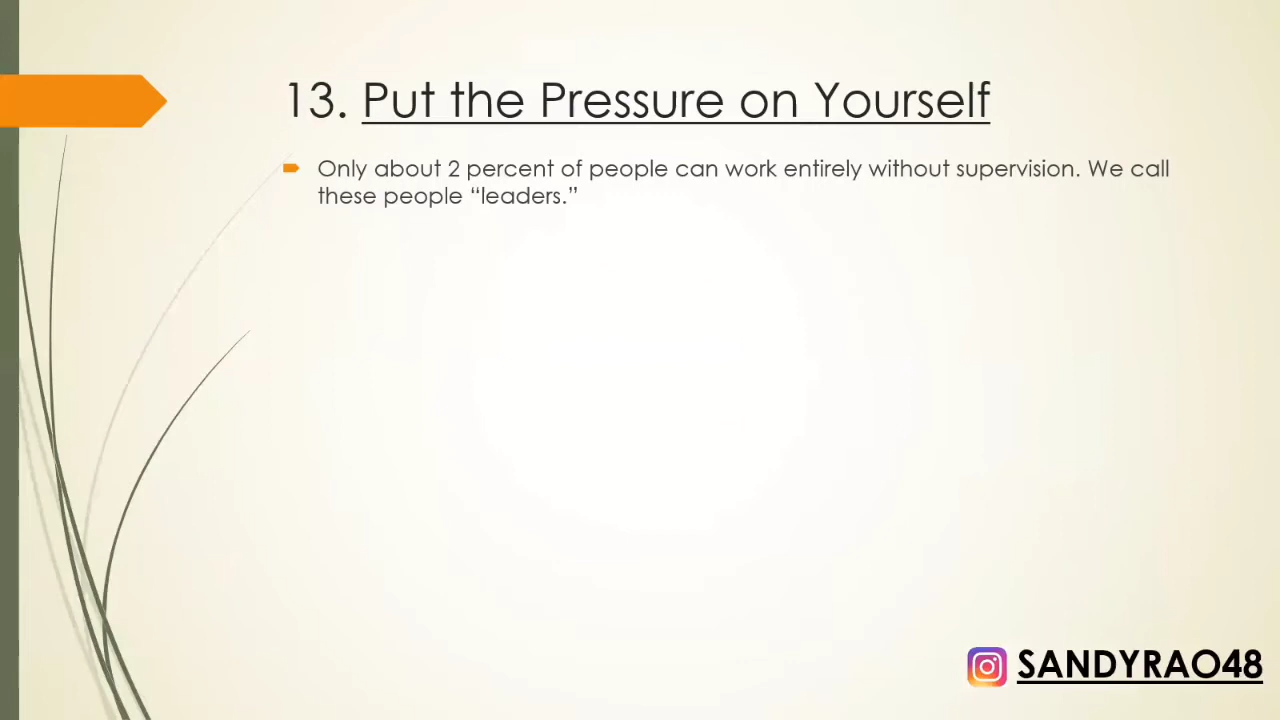 13. Put the Pressure on Yourself
Only about 2 percent of people can work entirely without supervision. We call
these people “leaders.”
SANDYRAO48